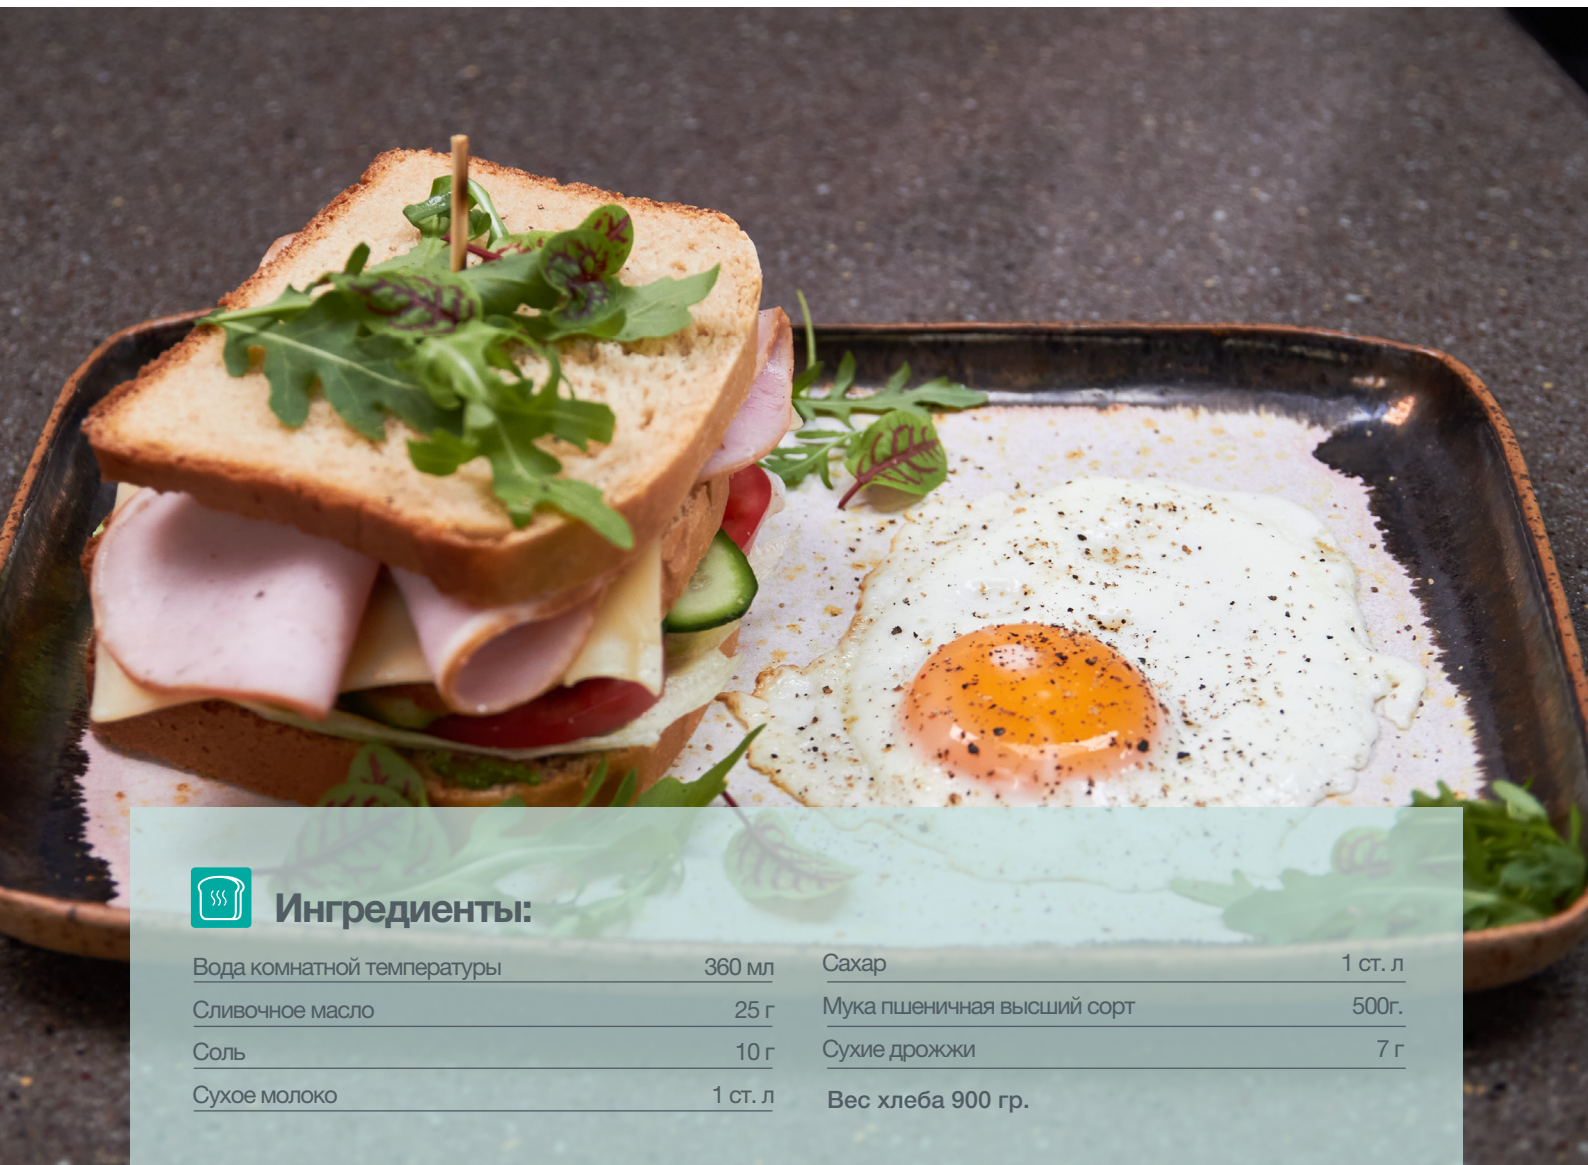 Ингредиенты:
Вода комнатной температуры 360 мл
Сливочное масло 25 г
Соль 10 г
Сухое молоко 1 ст. л
Сахар 1 ст. л
Мука пшеничная высший сорт 500г.
Сухие дрожжи 7 г
Вес хлеба 900 гр.